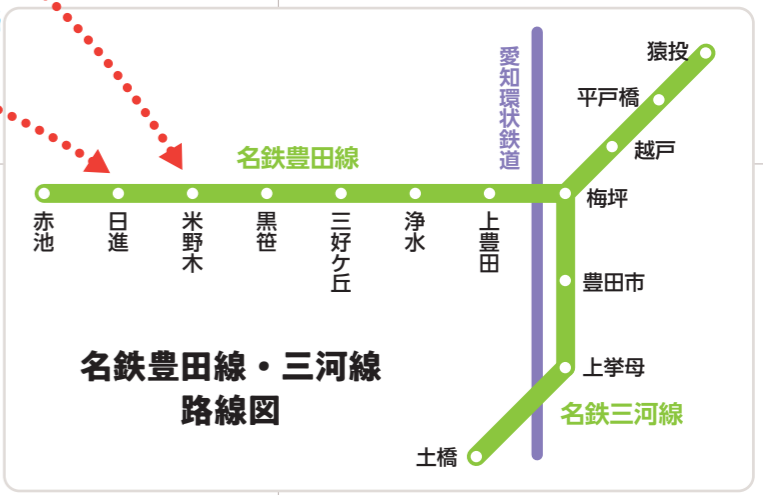 愛知環状鉄道
猿投
平戸橋
越戸
名鉄豊田線
梅坪
赤池
日進
米野木
黒笹
三好ケ丘
浄水
上豊田
豊田市
名鉄豊田線・三河線
路線図
上挙母
名鉄三河線
土橋